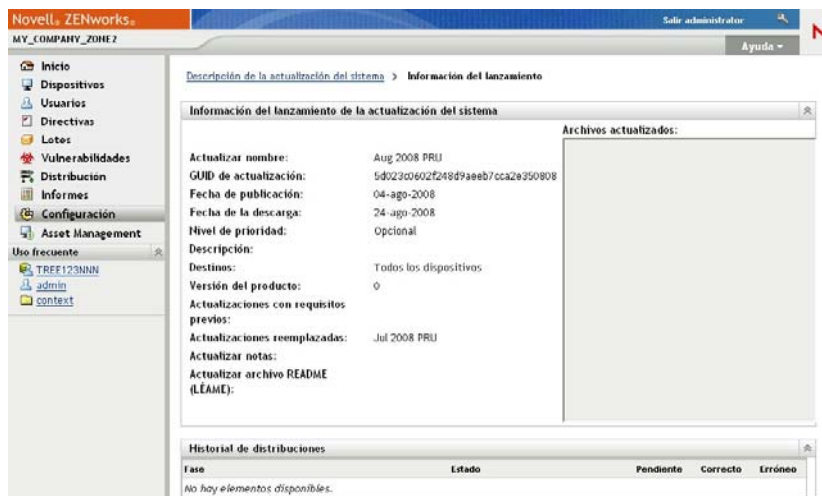 Novell® ZENworks®
Salir administrator
MY_COMPANY_ZONE2
Ayuda
Inicio
Dispositivos
Usuarios
Directivas
Lotes
Vulnerabilidades
Distribución
Informes
Configuración
Asset Management
Uso frecuente
TREE123NNN
admin
context
Descripción de la actualización del sistema > Información del lanzamiento
Información del lanzamiento de la actualización del sistema
Archivos actualizados:
Actualizar nombre: Aug 2008 PRU
GUID de actualización: 5d023c0602f248d9aeeb7cca2e350808
Fecha de publicación: 04-ago-2008
Fecha de la descarga: 24-ago-2008
Nivel de prioridad: Opcional
Descripción:
Destinos: Todos los dispositivos
Versión del producto: 0
Actualizaciones con requisitos
previos:
Actualizaciones reemplazadas: Jul 2008 PRU
Actualizar notas:
Actualizar archivo README
(LÉAME):
Historial de distribuciones
Fase Estado Pendiente Correcto Erróneo
No hay elementos disponibles.